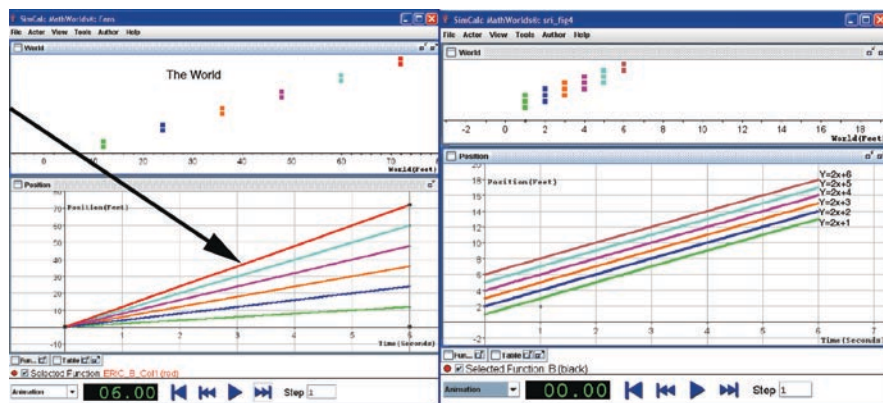 SimCalc MathWorlds®: Fans
File Actor View Tools Author Help
World
The World
0 10 20 30 40 50 60 70
World(Feet)
Position
80
Position(Feet)
70
60
50
40
30
20
10
0
-10
1 2 3 4 5 6
Time(Seconds)
Fun... Table
Selected Function: ERIC_B_Col1 (red)
Animation 06.00 Step 1
SimCalc MathWorlds®: sri_fig4
File Actor View Tools Author Help
World
-2 0 2 4 6 8 10 12 14 16 18
World(Feet)
Position
20
18
Position(Feet)
16
14
12
10
8
6
4
2
-2
Y=2x+6
Y=2x+5
Y=2x+4
Y=2x+3
Y=2x+2
Y=2x+1
1 2 3 4 5 6 7
Time(Seconds)
Fun... Table
Selected Function: B (black)
Animation 00.00 Step 1